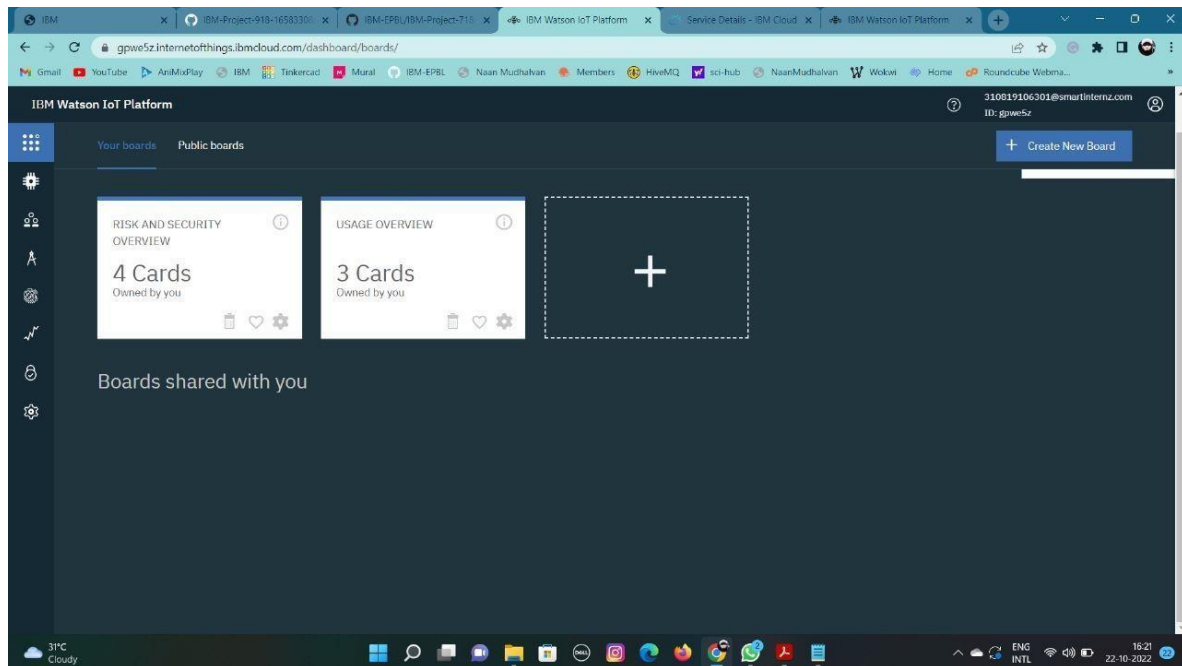 IBM
IBM-Project-918-1658330
IBM-EPBL/IBM-Project-71
IBM Watson IoT Platform
Service Details - IBM Cloud
IBM Watson IoT Platform
gpwe5z.internetofthings.ibmcloud.com/dashboard/boards/
Gmail
YouTube
AniMixPlay
IBM
Tinkercad
Mural
IBM-EPBL
Naan Mudhalvan
Members
HiveMQ
sci-hub
NaanMudhalvan
Wokwi
Home
Roundcube Webma...
IBM Watson IoT Platform
310819106301@smartinternz.com
ID: gpwe5z
Your boards
Public boards
+ Create New Board
RISK AND SECURITY
OVERVIEW
4 Cards
Owned by you
USAGE OVERVIEW
3 Cards
Owned by you
Boards shared with you
31°C
Cloudy
ENG
INTL
16:21
22-10-2022
22